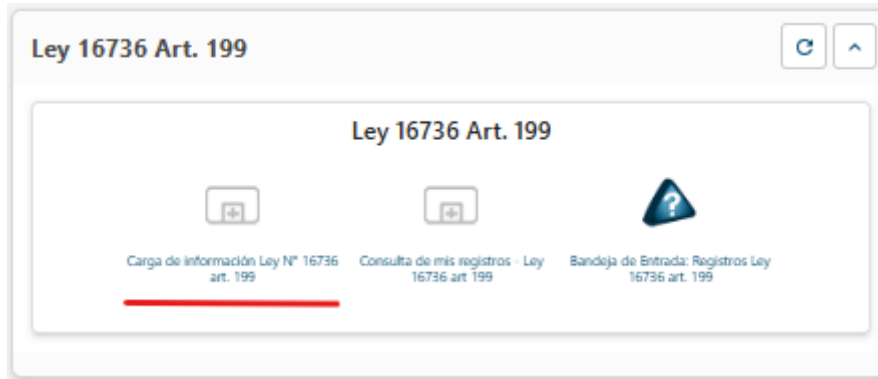 Ley 16736 Art. 199
Ley 16736 Art. 199
Carga de información Ley N° 16736
art. 199
Consulta de mis registros - Ley
16736 art 199
Bandeja de Entrada: Registros Ley
16736 art. 199